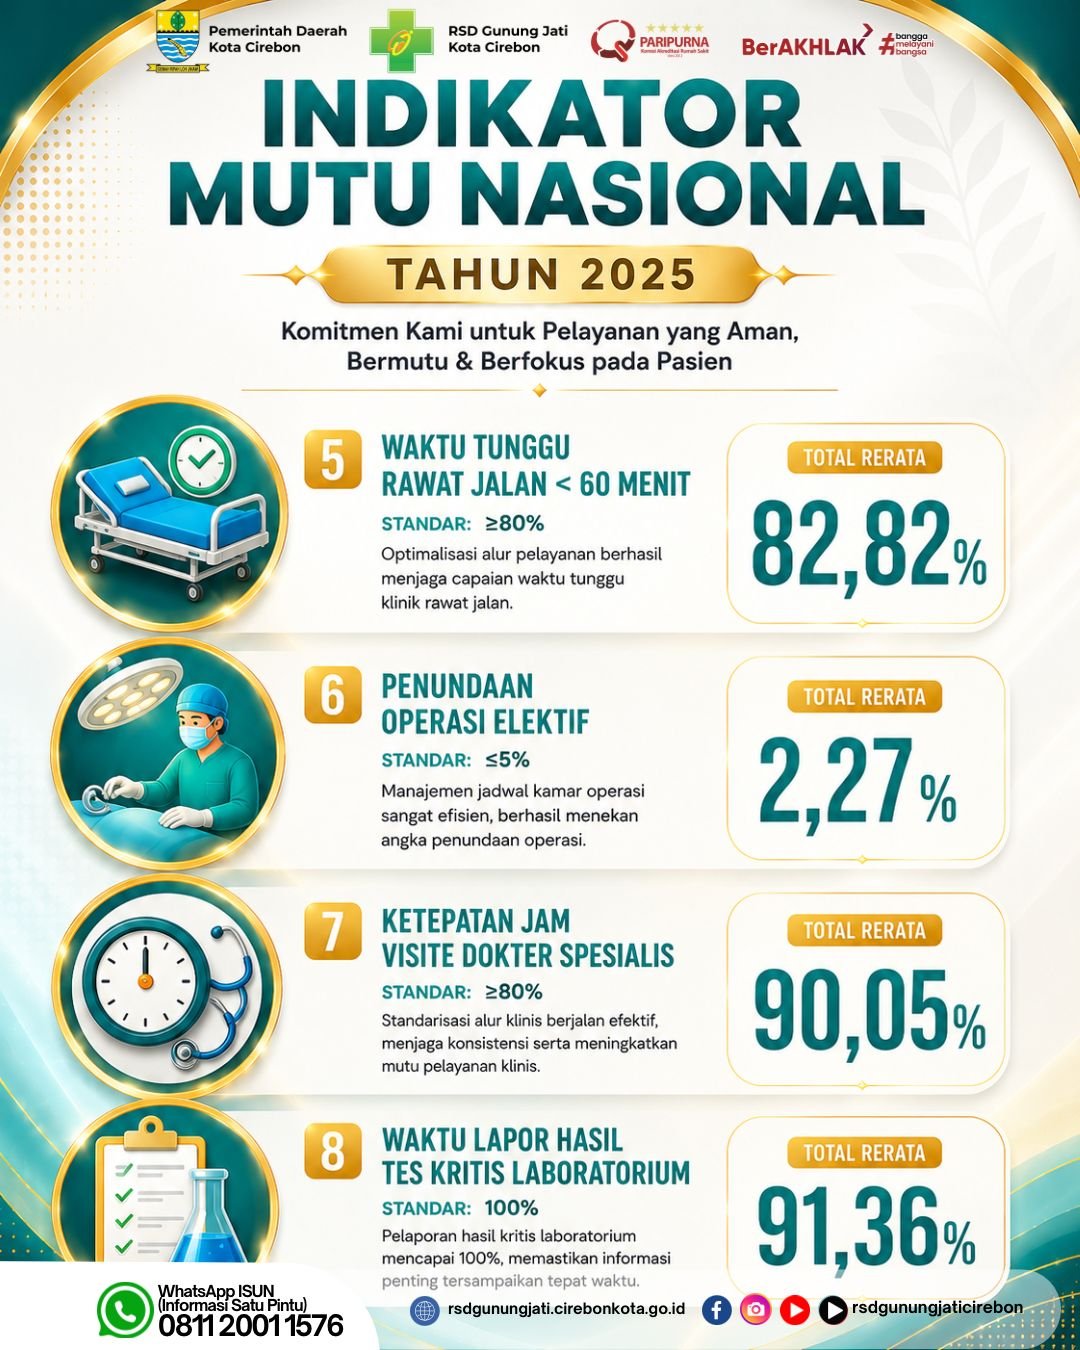 Pemerintah Daerah
Kota Cirebon
RSD Gunung Jati
Kota Cirebon
PARIPURNA
Komisi Akreditasi Rumah Sakit
BerAKHLAK
#bangga
melayani
bangsa
INDIKATOR
MUTU NASIONAL
TAHUN 2025
Komitmen Kami untuk Pelayanan yang Aman,
Bermutu & Berfokus pada Pasien
5
WAKTU TUNGGU
RAWAT JALAN < 60 MENIT
STANDAR: ≥80%
Optimalisasi alur pelayanan berhasil
menjaga capaian waktu tunggu
klinik rawat jalan.
TOTAL RERATA
82,82%
6
PENUNDAAN
OPERASI ELEKTIF
STANDAR: ≤5%
Manajemen jadwal kamar operasi
sangat efisien, berhasil menekan
angka penundaan operasi.
TOTAL RERATA
2,27%
7
KETEPATAN JAM
VISITE DOKTER SPESIALIS
STANDAR: ≥80%
Standarisasi alur klinis berjalan efektif,
menjaga konsistensi serta meningkatkan
mutu pelayanan klinis.
TOTAL RERATA
90,05%
8
WAKTU LAPOR HASIL
TES KRITIS LABORATORIUM
STANDAR: 100%
Pelaporan hasil kritis laboratorium
mencapai 100%, memastikan informasi
penting tersampaikan tepat waktu.
TOTAL RERATA
91,36%
WhatsApp ISUN
(Informasi Satu Pintu)
081120011576
rsdgunungjati.cirebonkota.go.id
rsdgunungjaticirebon